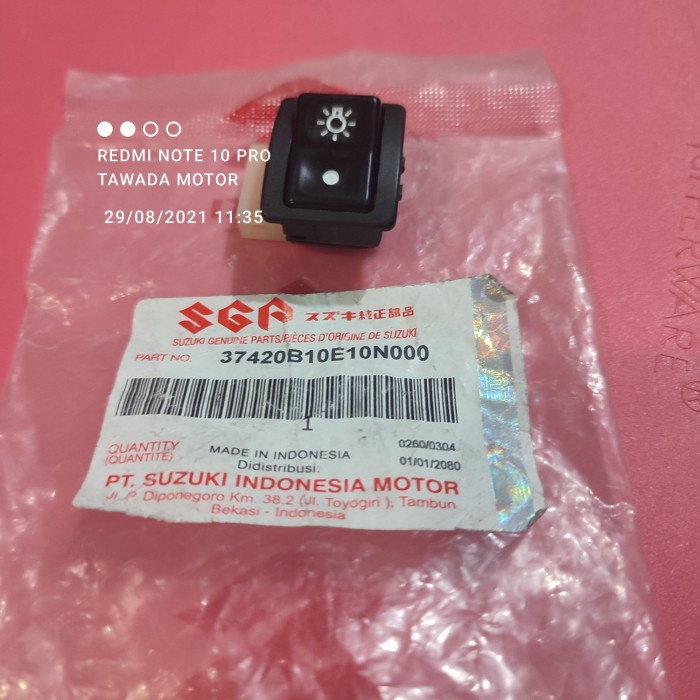 REDMI NOTE 10 PRO
TAWADA MOTOR
29/08/2021 11:35
SGP スズキ純正部品
SUZUKI GENUINE PARTS/PIÈCES D'ORIGINE DE SUZUKI
PART NO. 37420B10E10N000
1
QUANTITY
(QUANTITE)
MADE IN INDONESIA
Didistribusi:
0260/0304
01/01/2080
PT. SUZUKI INDONESIA MOTOR
JL. P. Diponegoro Km. 38.2 (Jl. Toyogiri ), Tambun
Bekasi - Indonesia